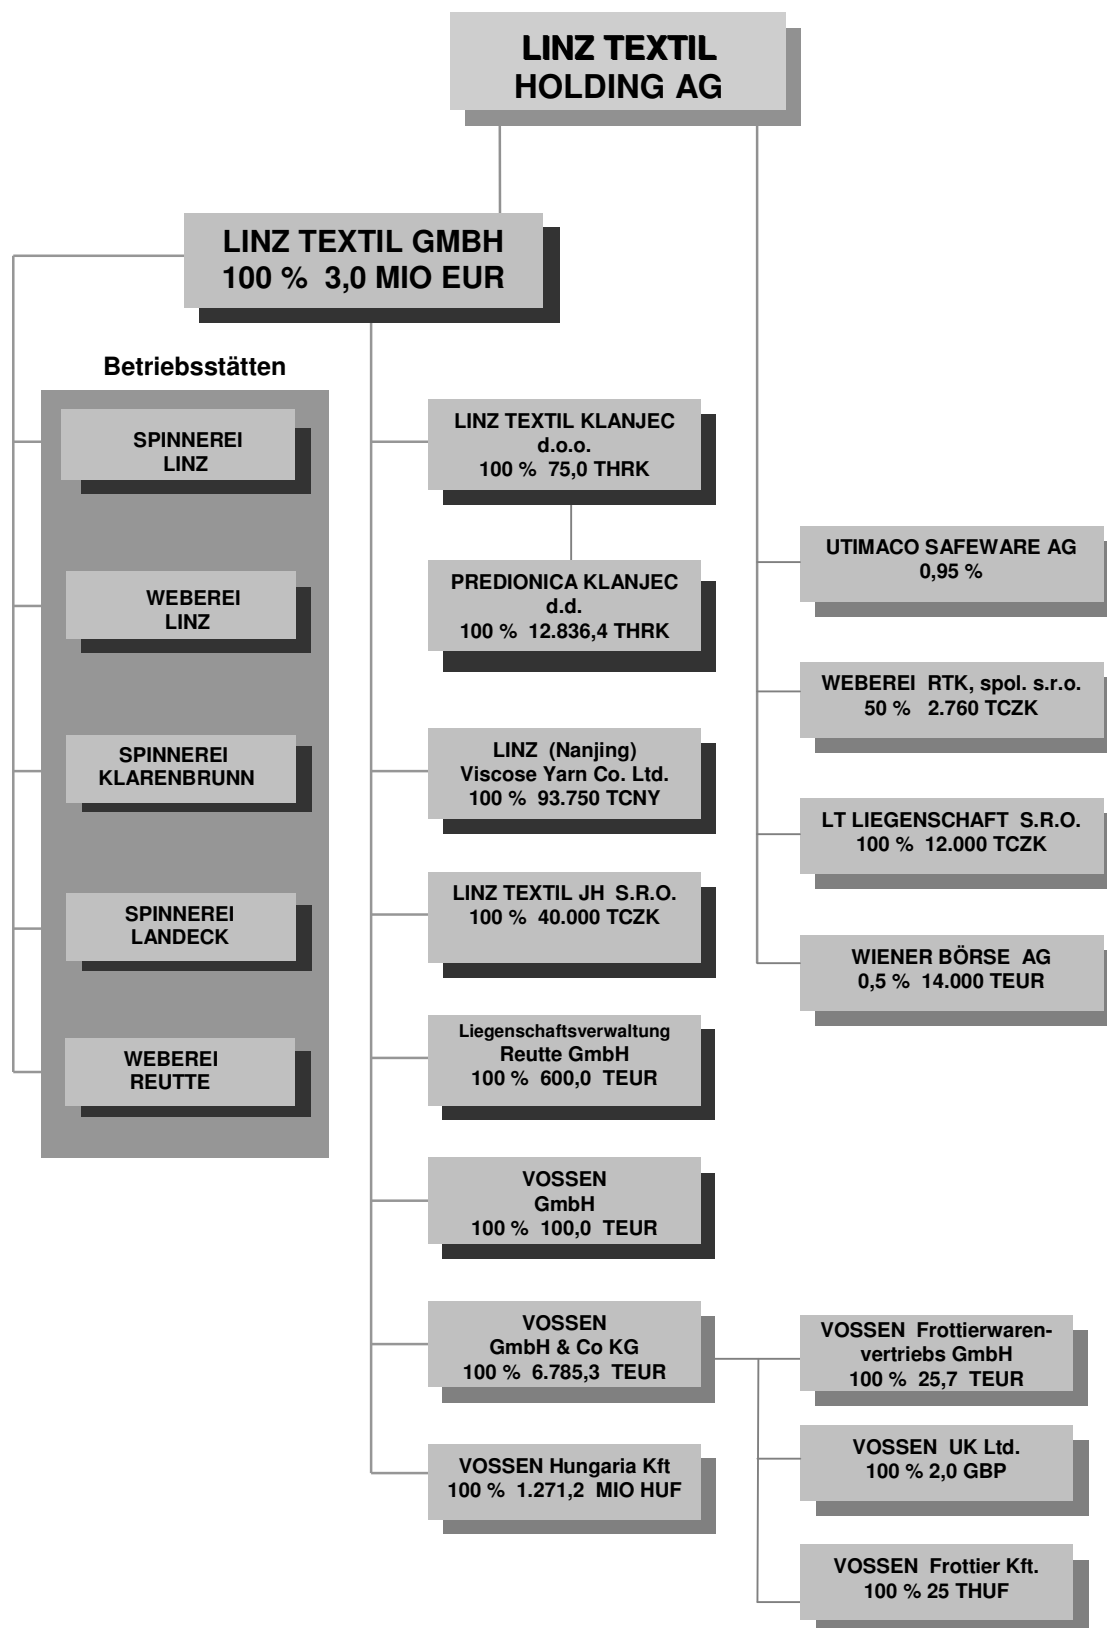 LINZ TEXTIL
HOLDING AG
LINZ TEXTIL GMBH
100 % 3,0 MIO EUR
Betriebsstätten
SPINNEREI
LINZ
WEBEREI
LINZ
SPINNEREI
KLARENBRUNN
SPINNEREI
LANDECK
WEBEREI
REUTTE
LINZ TEXTIL KLANJEC
d.o.o.
100 % 75,0 THRK
PREDIONICA KLANJEC
d.d.
100 % 12.836,4 THRK
LINZ (Nanjing)
Viscose Yarn Co. Ltd.
100 % 93.750 TCNY
LINZ TEXTIL JH S.R.O.
100 % 40.000 TCZK
Liegenschaftsverwaltung
Reutte GmbH
100 % 600,0 TEUR
VOSSEN
GmbH
100 % 100,0 TEUR
VOSSEN
GmbH & Co KG
100 % 6.785,3 TEUR
VOSSEN Hungaria Kft
100 % 1.271,2 MIO HUF
UTIMACO SAFEWARE AG
0,95 %
WEBEREI RTK, spol. s.r.o.
50 % 2.760 TCZK
LT LIEGENSCHAFT S.R.O.
100 % 12.000 TCZK
WIENER BÖRSE AG
0,5 % 14.000 TEUR
VOSSEN Frottierwaren-
vertriebs GmbH
100 % 25,7 TEUR
VOSSEN UK Ltd.
100 % 2,0 GBP
VOSSEN Frottier Kft.
100 % 25 THUF